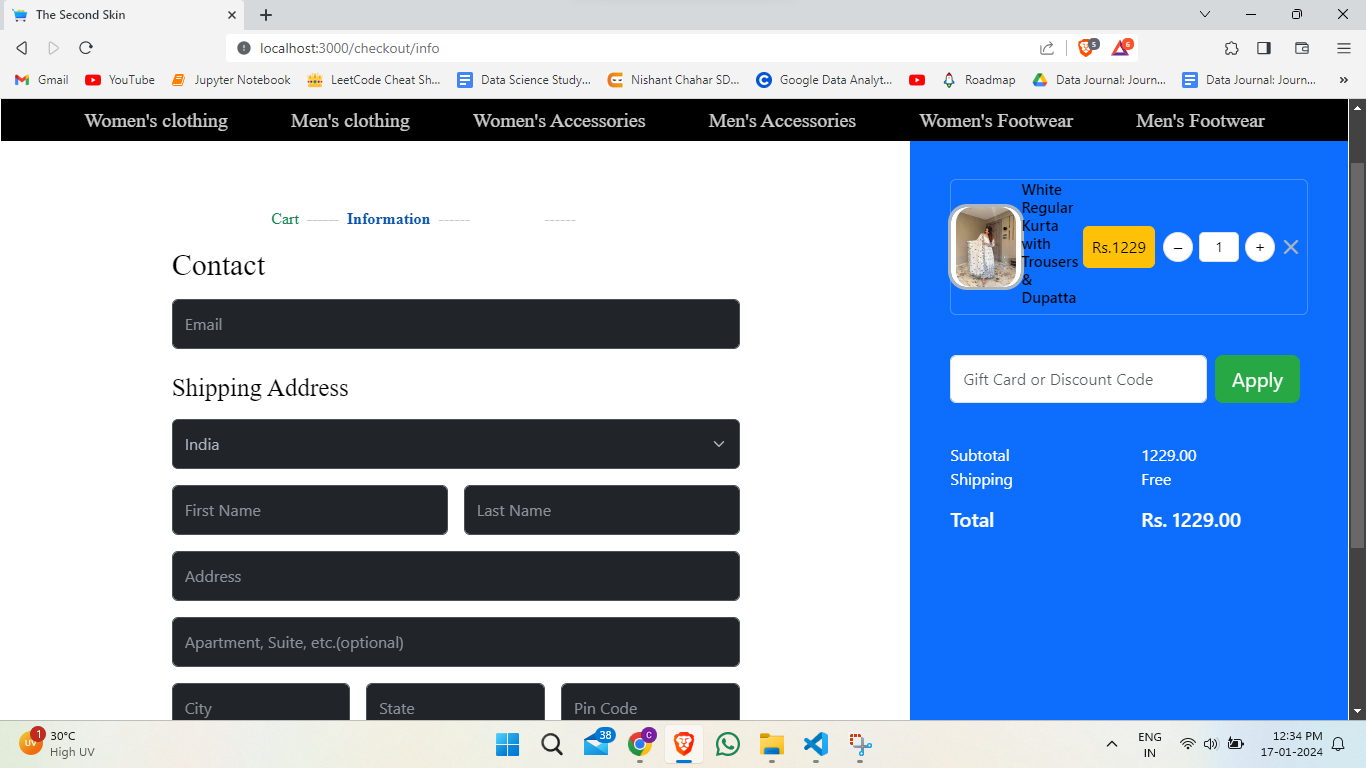 The Second Skin
localhost:3000/checkout/info
5
6
Gmail
YouTube
Jupyter Notebook
LeetCode Cheat Sh...
Data Science Study...
Nishant Chahar SD...
Google Data Analyt...
Roadmap
Data Journal: Journ...
Data Journal: Journ...
Women's clothing
Men's clothing
Women's Accessories
Men's Accessories
Women's Footwear
Men's Footwear
Cart ------ Information ------ ------
Contact
Email
Shipping Address
India
First Name
Last Name
Address
Apartment, Suite, etc.(optional)
City
State
Pin Code
White
Regular
Kurta
with
Trousers
&
Dupatta
Rs.1229
–
1
+
Gift Card or Discount Code
Apply
Subtotal 1229.00
Shipping Free
Total Rs. 1229.00
1
UV
30°C
High UV
38
C
ENG
IN
12:34 PM
17-01-2024